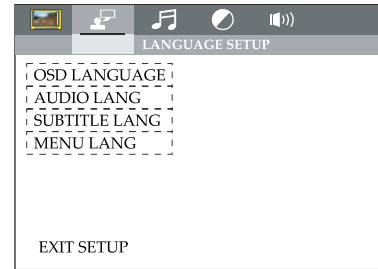 LANGUAGE SETUP
OSD LANGUAGE
AUDIO LANG
SUBTITLE LANG
MENU LANG
EXIT SETUP